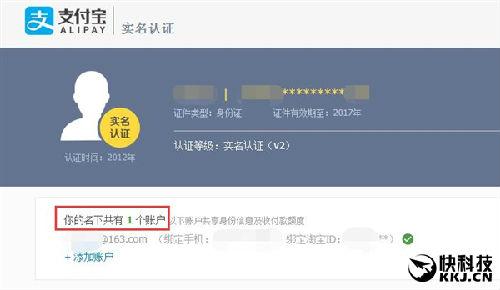 支 支付宝 ALIPAY | 实名认证
实名认证
认证时间：2012年
| *********
证件类型：身份证 证件有效期至：2017年
认证等级：实名认证（v2）
你的名下共有 1 个账户 以下账户共享身份信息及收付款额度
@163.com （绑定手机： 绑定淘宝ID： **）
+ 添加账户
快科技
KKJ.CN